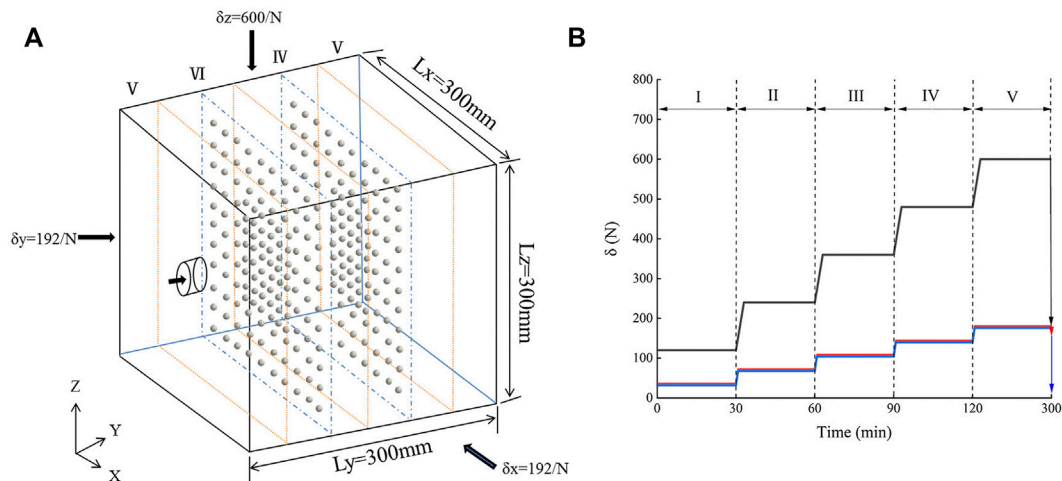 A
δz=600/N
V
VI
IV
V
Lx=300mm
δy=192/N
Lz=300mm
Z
Y
X
Ly=300mm
δx=192/N
B
800
700
600
500
400
300
200
100
0
δ (N)
I
II
III
IV
V
0
30
60
90
120
300
Time (min)